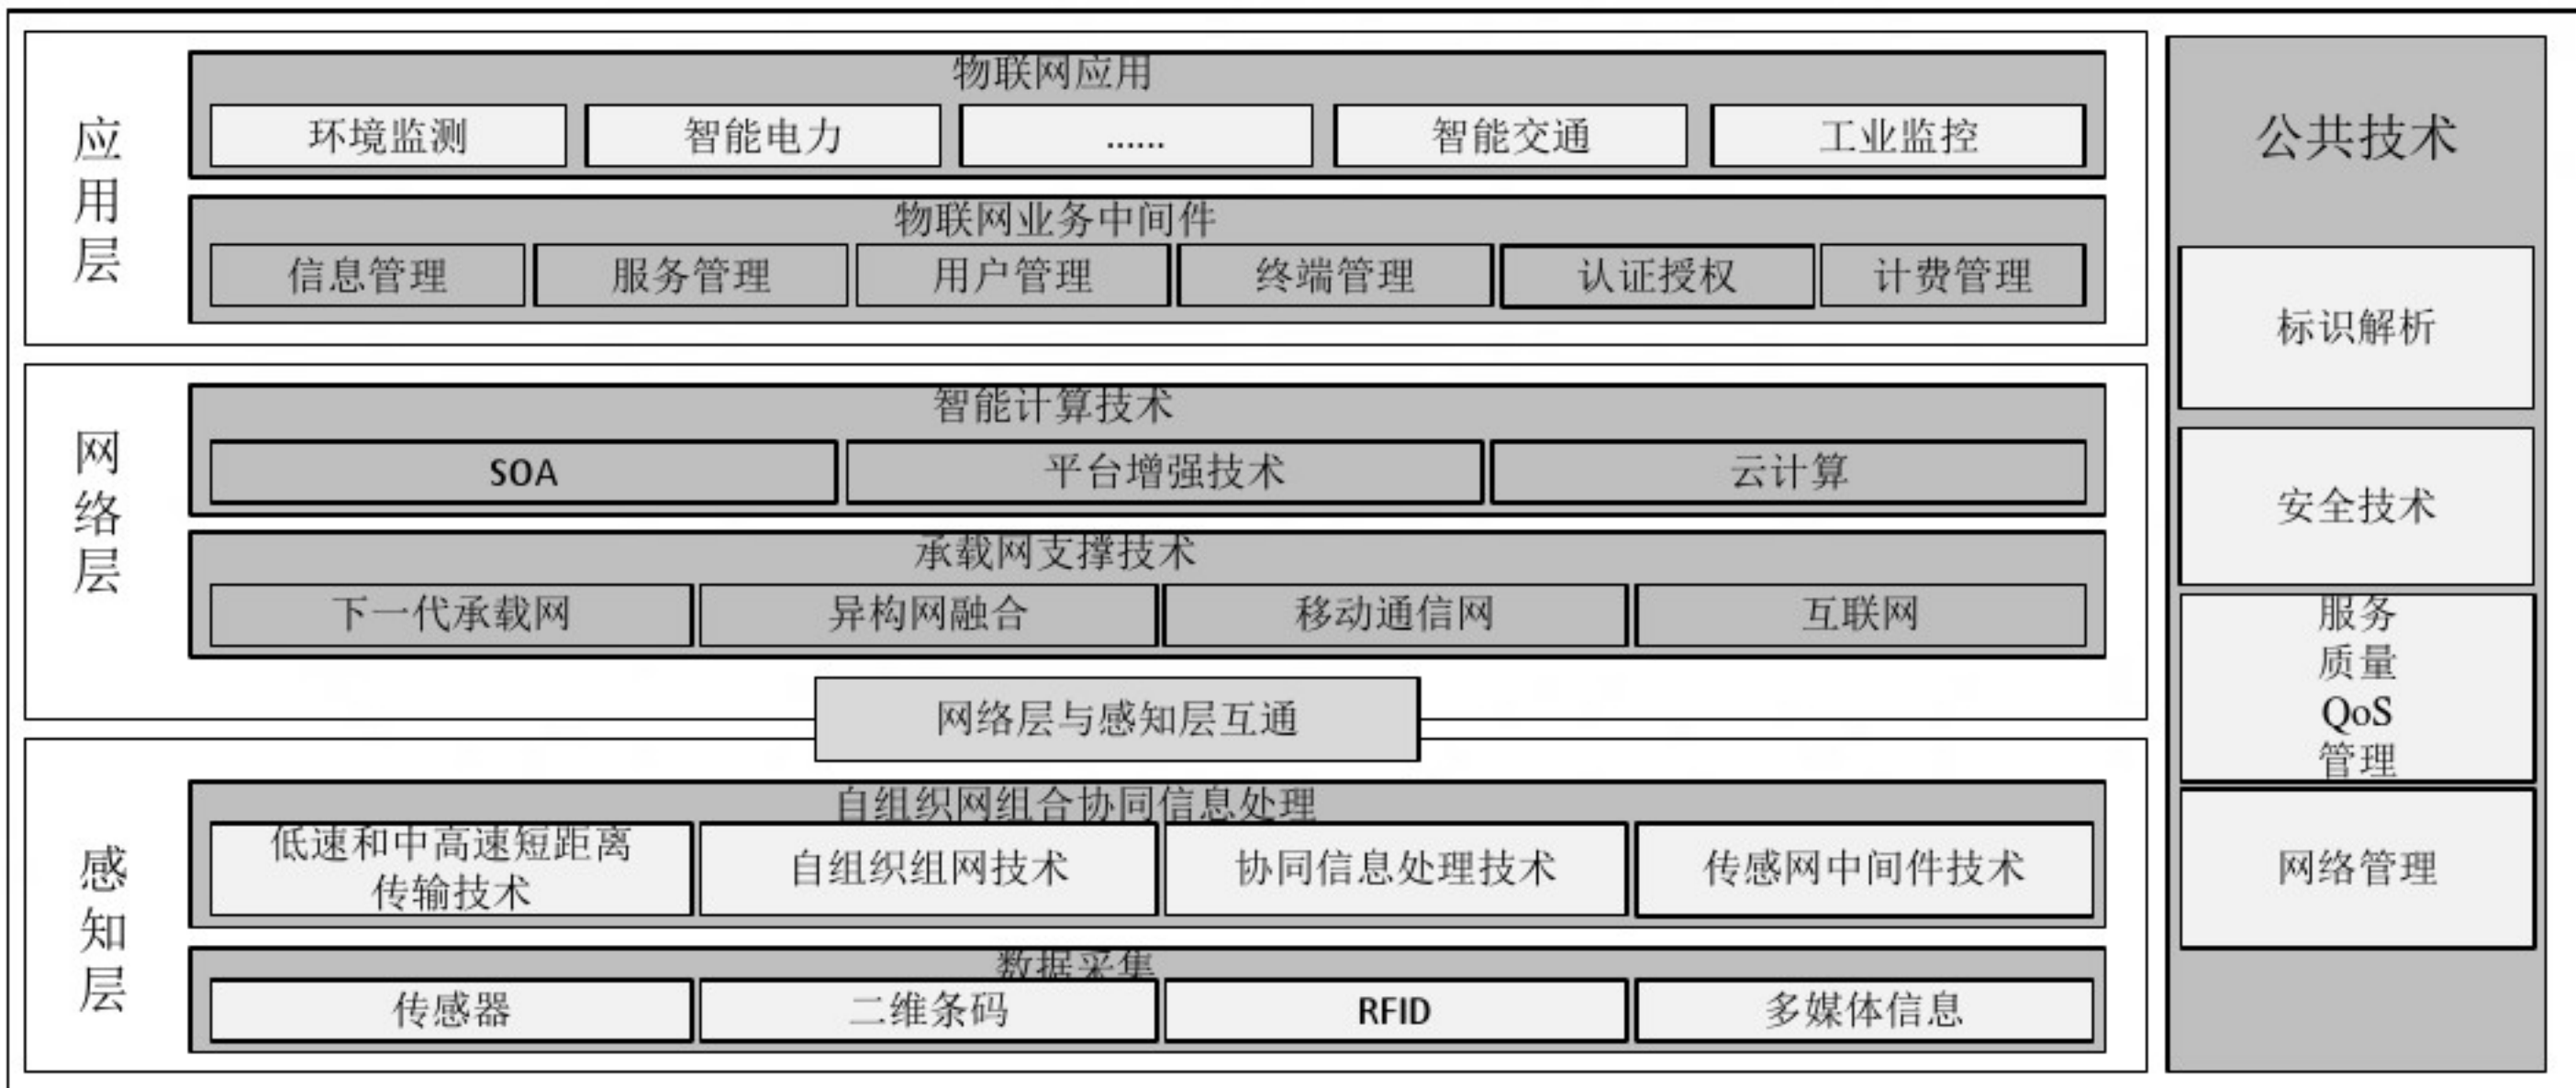 应
用
层
物联网应用
环境监测
智能电力
......
智能交通
工业监控
物联网业务中间件
信息管理
服务管理
用户管理
终端管理
认证授权
计费管理
网
络
层
智能计算技术
SOA
平台增强技术
云计算
承载网支撑技术
下一代承载网
异构网融合
移动通信网
互联网
网络层与感知层互通
感
知
层
自组织网组合协同信息处理
低速和中高速短距离
传输技术
自组织组网技术
协同信息处理技术
传感网中间件技术
数据采集
传感器
二维条码
RFID
多媒体信息
公共技术
标识解析
安全技术
服务
质量
QoS
管理
网络管理